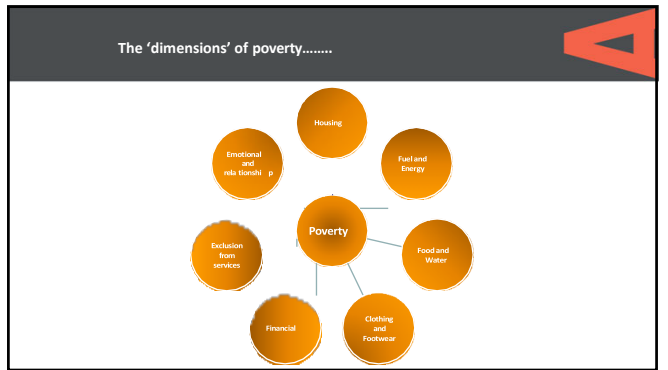 The ‘dimensions’ of poverty……..
Housing
Fuel and
Energy
Food and
Water
Clothing
and
Footwear
Financial
Exclusion
from
services
Emotional
and
rela tionshi p
Poverty